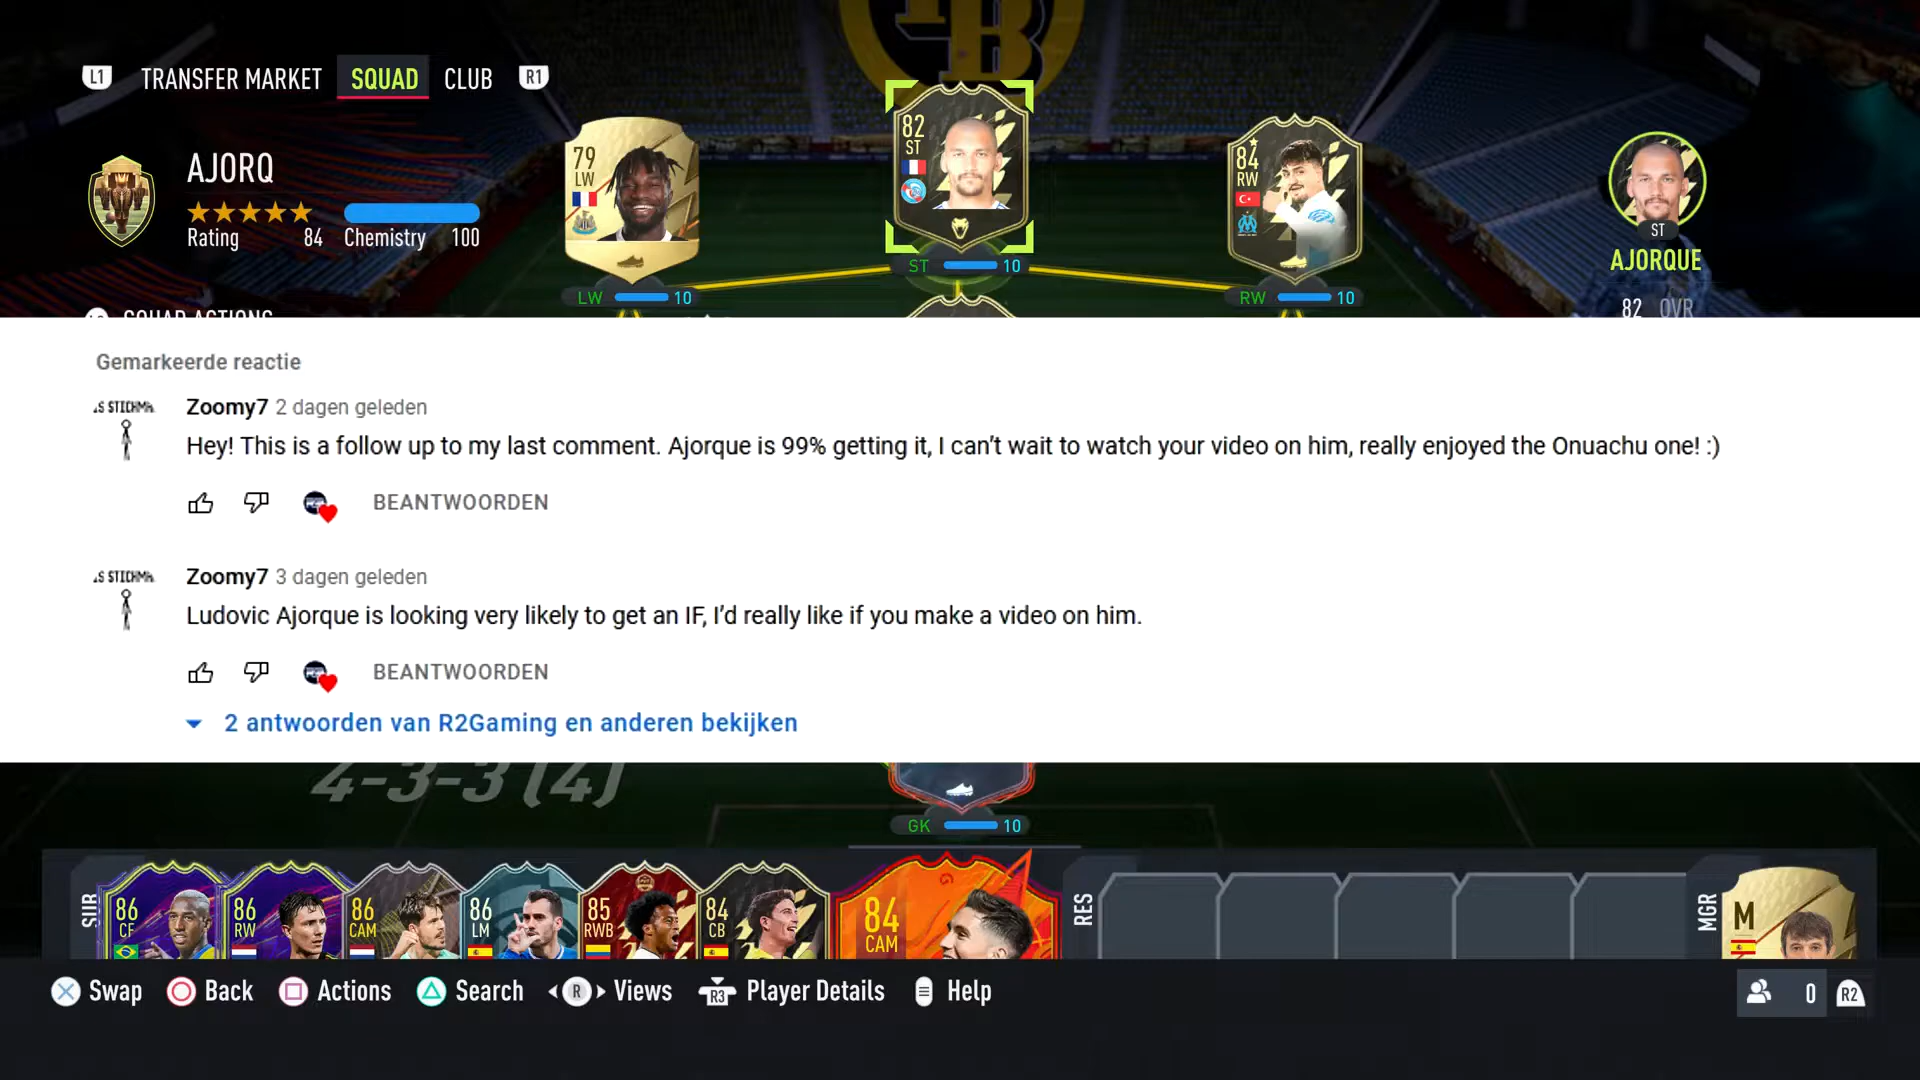 L1 TRANSFER MARKET SQUAD CLUB R1
AJORQ
Rating 84 Chemistry 100
79
LW
LW 10
82
ST
ST 10
84
RW
RW 10
ST
AJORQUE
82 OVR
SQUAD ACTIONS
Gemarkeerde reactie
Zoomy7 2 dagen geleden
Hey! This is a follow up to my last comment. Ajorque is 99% getting it, I can't wait to watch your video on him, really enjoyed the Onuachu one! :)
BEANTWOORDEN
Zoomy7 3 dagen geleden
Ludovic Ajorque is looking very likely to get an IF, I'd really like if you make a video on him.
BEANTWOORDEN
2 antwoorden van R2Gaming en anderen bekijken
4-3-3 (4)
GK 10
SUB
86
CF
86
RW
86
CAM
86
LM
85
RWB
84
CB
84
CAM
RES
MGR
M
Swap Back Actions Search R Views R3 Player Details Help
0 R2